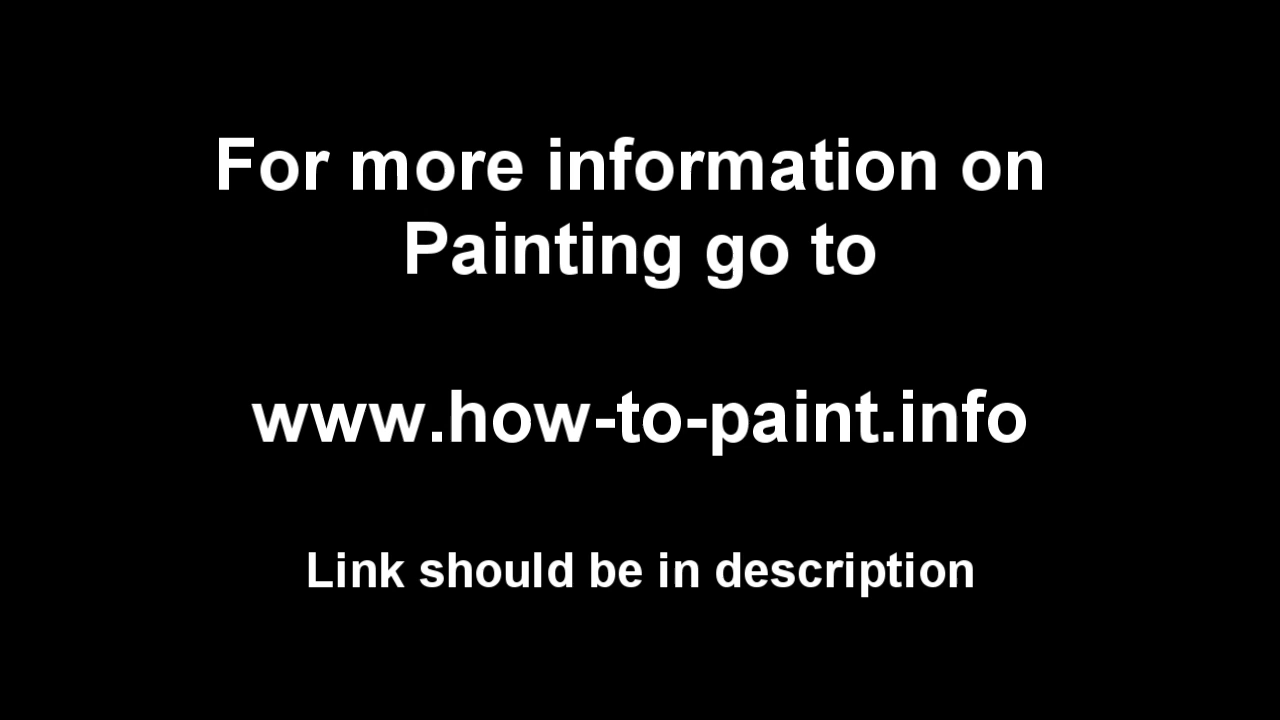 For more information on
Painting go to
www.how-to-paint.info
Link should be in description